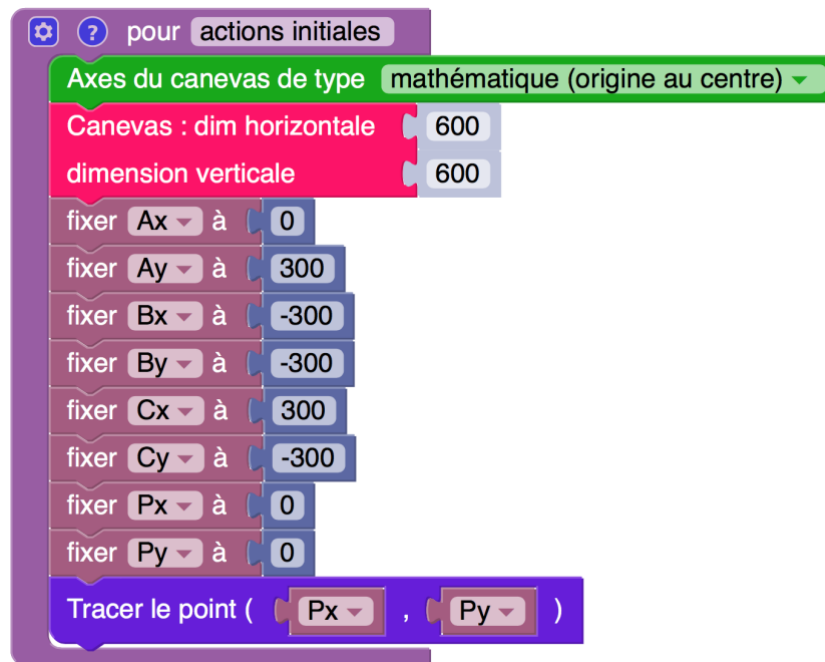 ? pour actions initiales
Axes du canevas de type mathématique (origine au centre)
Canevas : dim horizontale 600
dimension verticale 600
fixer Ax à 0
fixer Ay à 300
fixer Bx à -300
fixer By à -300
fixer Cx à 300
fixer Cy à -300
fixer Px à 0
fixer Py à 0
Tracer le point ( Px , Py )